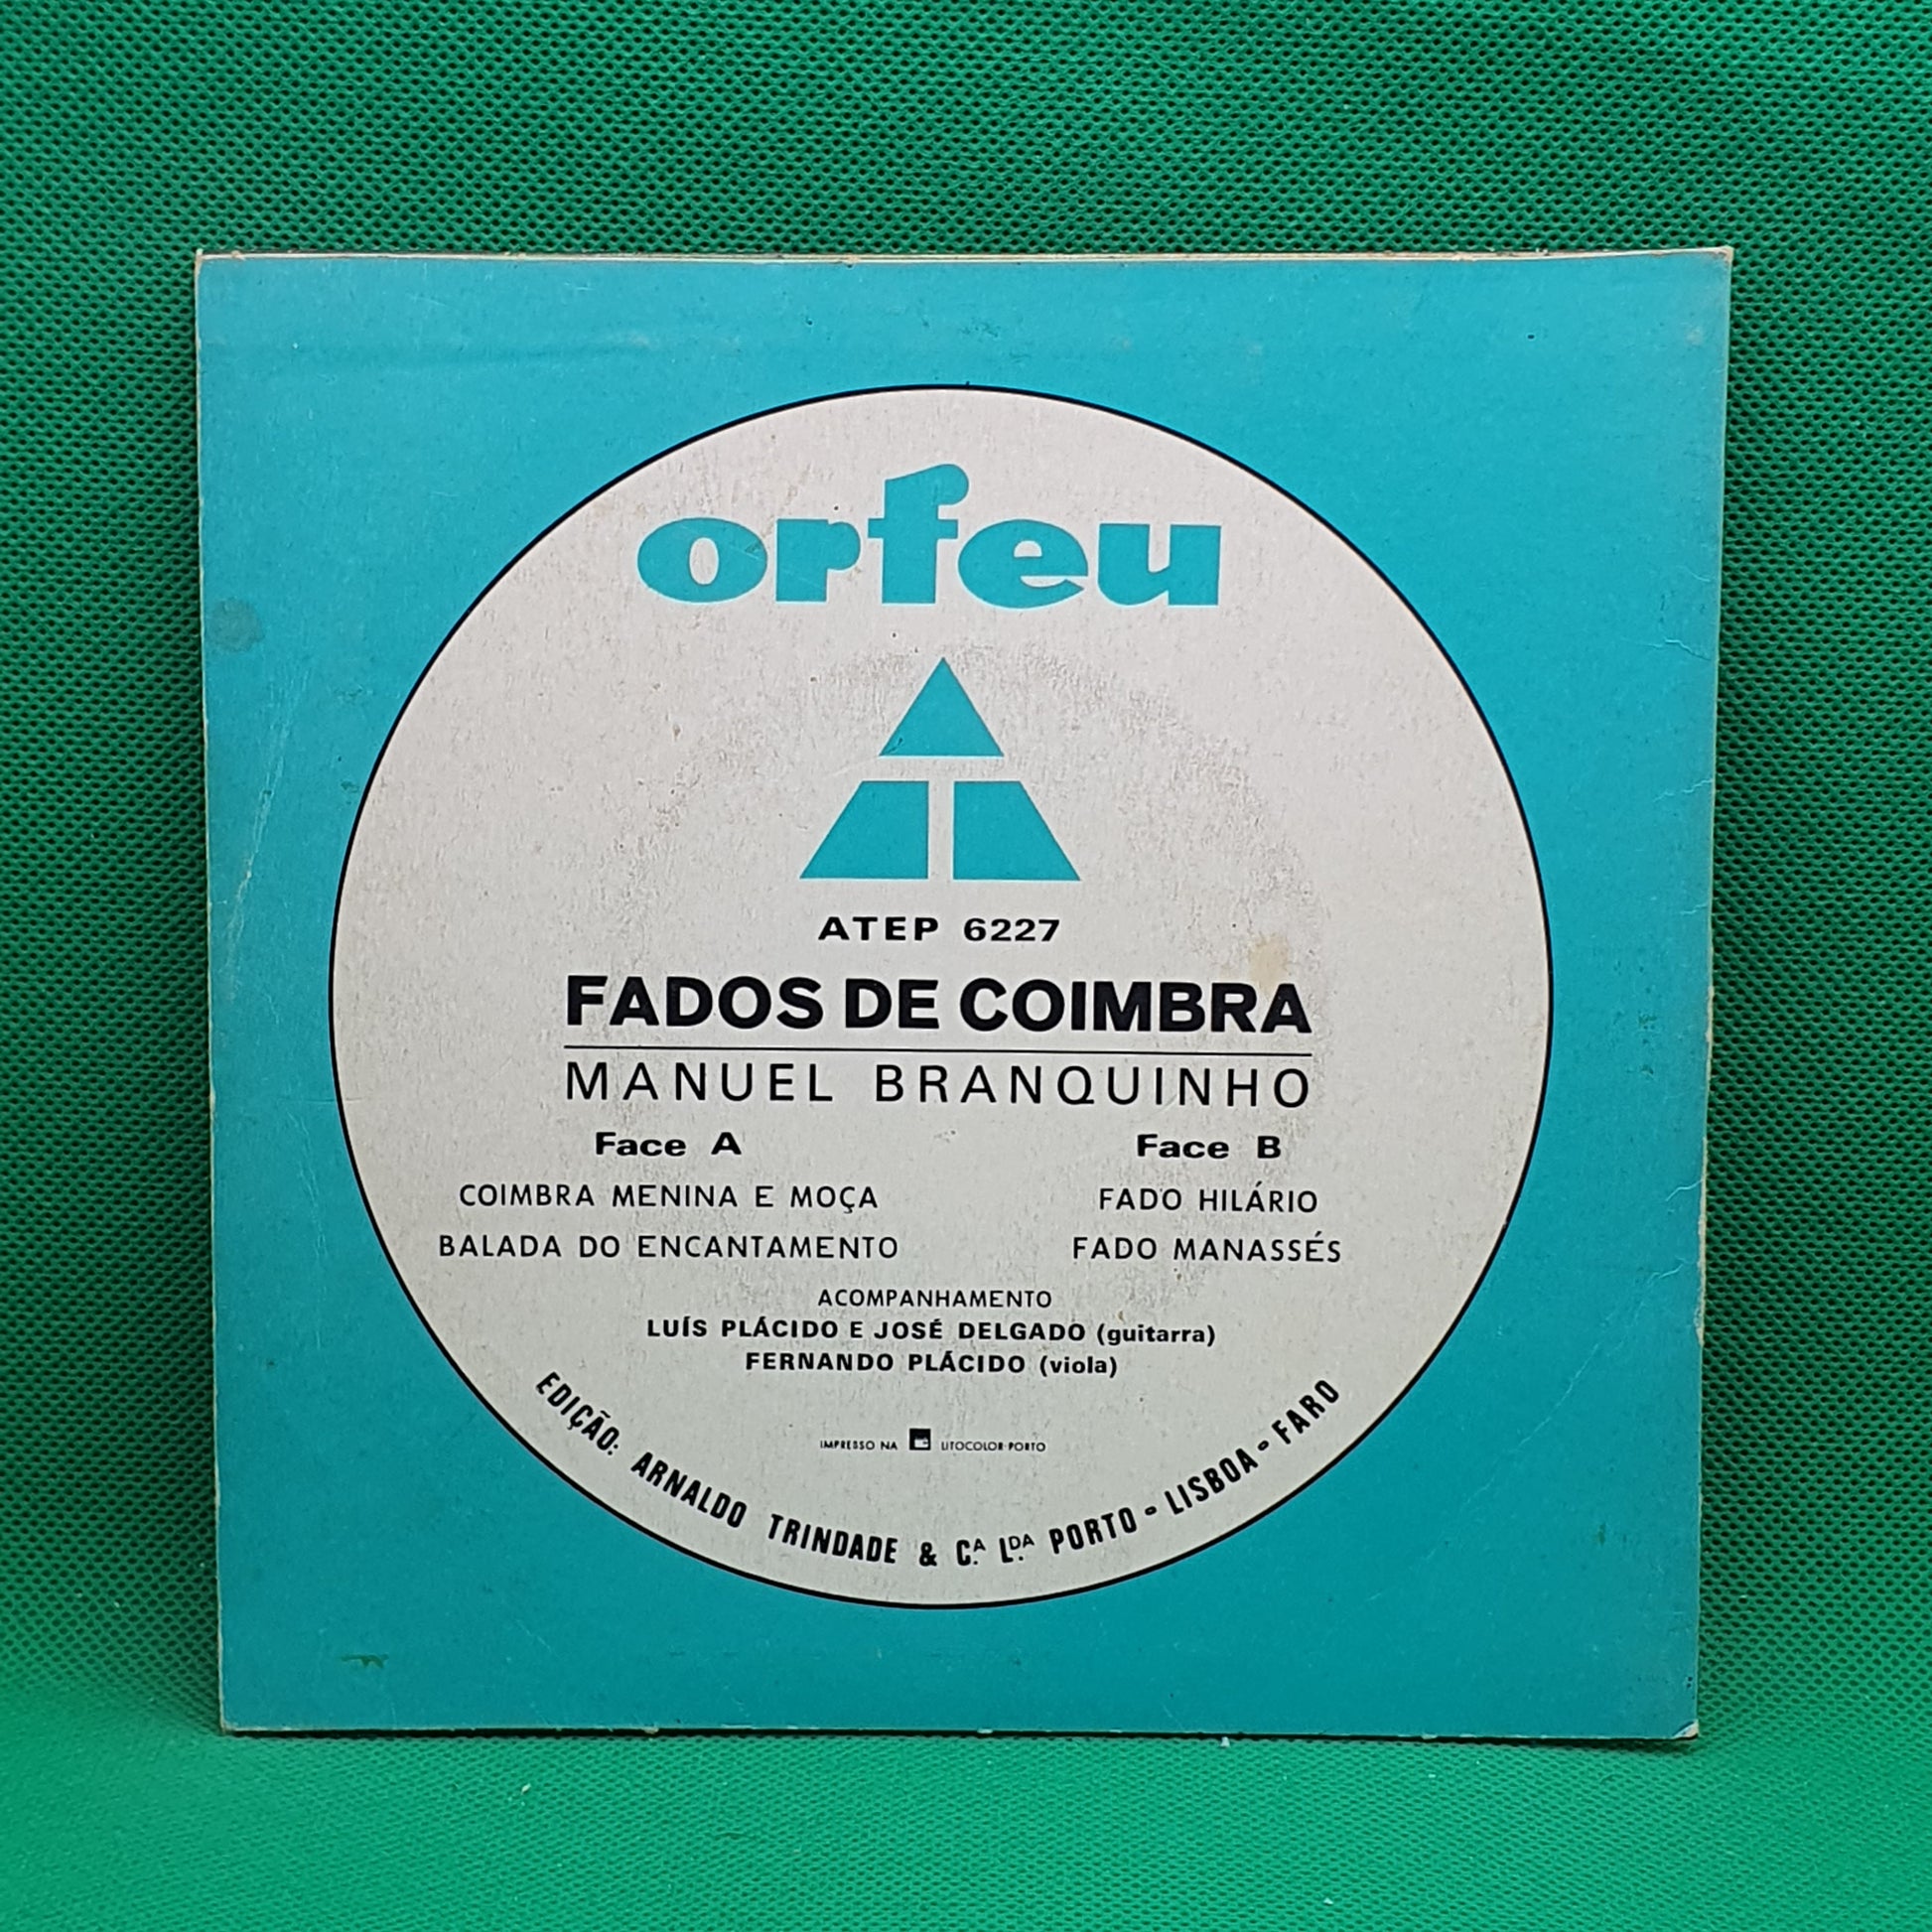 orfeu
ATEP 6227
FADOS DE COIMBRA
MANUEL BRANQUINHO
Face A
COIMBRA MENINA E MOÇA
BALADA DO ENCANTAMENTO
Face B
FADO HILÁRIO
FADO MANASSÉS
ACOMPANHAMENTO
LUÍS PLÁCIDO E JOSÉ DELGADO (guitarra)
FERNANDO PLÁCIDO (viola)
IMPRESSO NA LITOCOLOR-PORTO
EDIÇÃO: ARNALDO TRINDADE & C.ᴬ L.ᴰᴬ PORTO - LISBOA - FARO